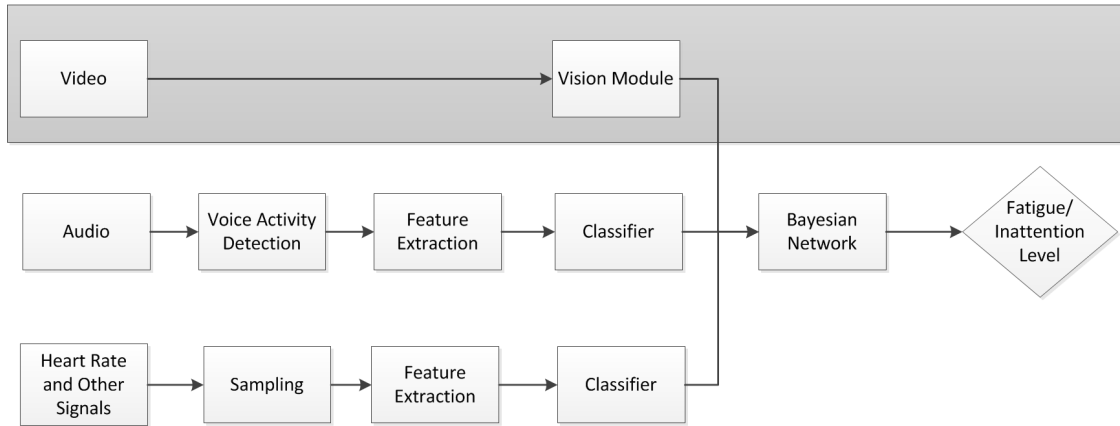 Video
Vision Module
Audio
Voice Activity
Detection
Feature
Extraction
Classifier
Bayesian
Network
Fatigue/
Inattention
Level
Heart Rate
and Other
Signals
Sampling
Feature
Extraction
Classifier